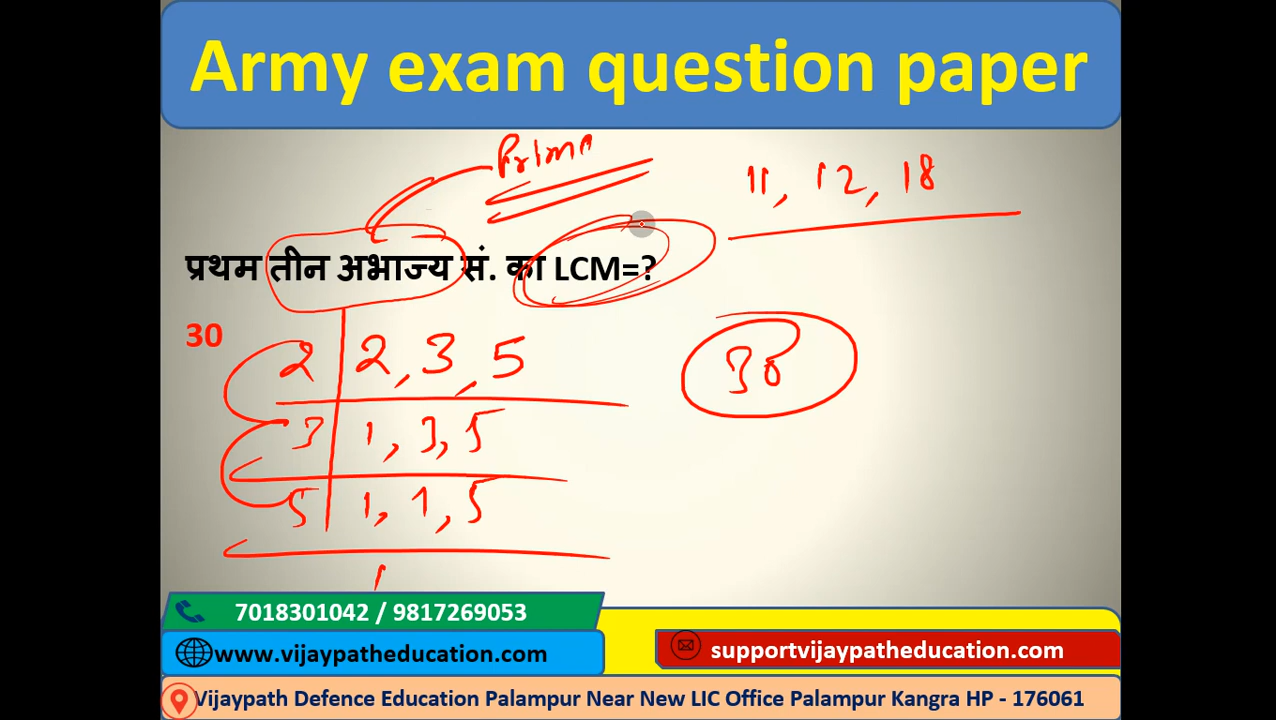 Army exam question paper
Prime
11, 12, 18
प्रथम तीन अभाज्य सं. का LCM=?
30
2 2, 3, 5
30
3 1, 3, 5
5 1, 1, 5
1
7018301042 / 9817269053
www.vijaypatheducation.com
supportvijaypatheducation.com
Vijaypath Defence Education Palampur Near New LIC Office Palampur Kangra HP - 176061